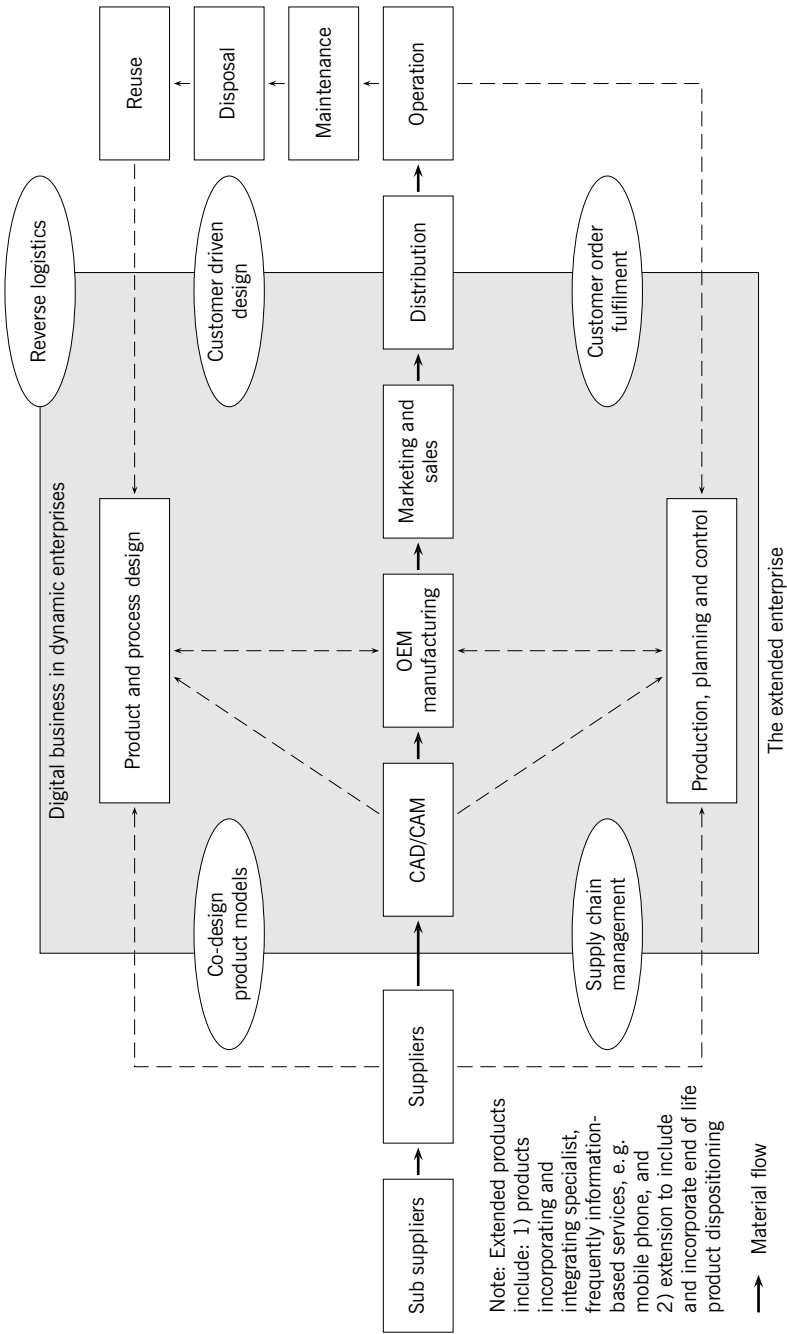 Reverse logistics
Digital business in dynamic enterprises
Product and process design
Reuse
Co-design
product models
Customer driven
design
Disposal
Maintenance
Sub suppliers
Suppliers
CAD/CAM
OEM
manufacturing
Marketing and
sales
Distribution
Operation
Supply chain
management
Customer order
fulfilment
Production, planning and control
The extended enterprise
Note: Extended products
include: 1) products
incorporating and
integrating specialist,
frequently information-
based services, e. g.
mobile phone, and
2) extension to include
and incorporate end of life
product dispositioning
Material flow